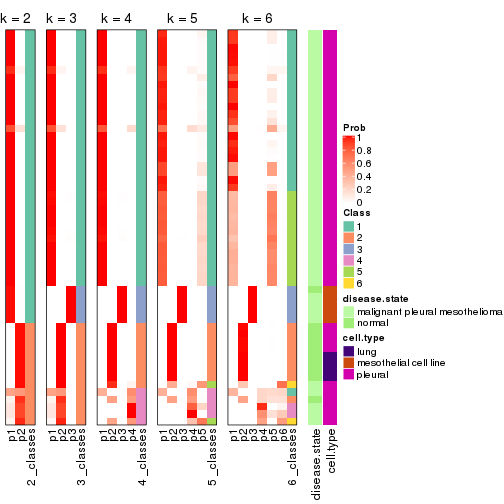 k = 2 k = 3 k = 4 k = 5 k = 6
Prob
1
0.8
0.6
0.4
0.2
0
Class
1
2
3
4
5
6
disease.state
malignant pleural mesothelioma
normal
cell.type
lung
mesothelial cell line
pleural
p1
p2
2_classes
p1
p2
p3
3_classes
p1
p2
p3
p4
4_classes
p1
p2
p3
p4
p5
5_classes
p1
p2
p3
p4
p5
p6
6_classes
disease.state
cell.type